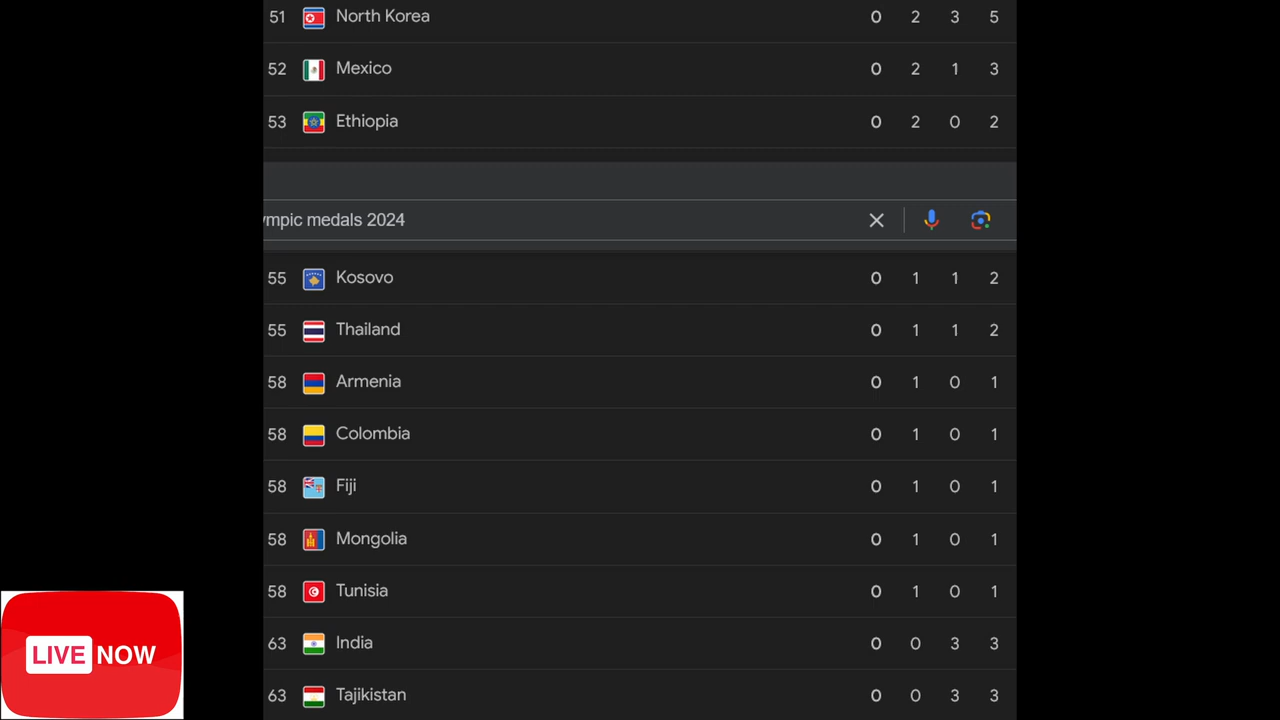 51 North Korea 0 2 3 5
52 Mexico 0 2 1 3
53 Ethiopia 0 2 0 2
ympic medals 2024
55 Kosovo 0 1 1 2
55 Thailand 0 1 1 2
58 Armenia 0 1 0 1
58 Colombia 0 1 0 1
58 Fiji 0 1 0 1
58 Mongolia 0 1 0 1
58 Tunisia 0 1 0 1
63 India 0 0 3 3
63 Tajikistan 0 0 3 3
LIVE NOW